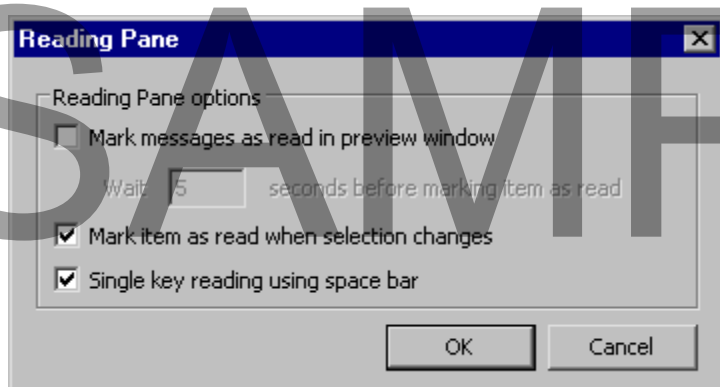 Reading Pane
Reading Pane options
Mark messages as read in preview window
Wait 5 seconds before marking item as read
Mark item as read when selection changes
Single key reading using space bar
OK Cancel